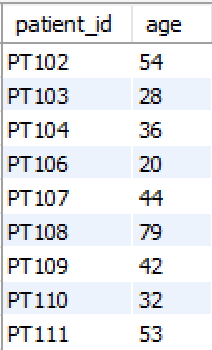 patient_id age
PT102 54
PT103 28
PT104 36
PT106 20
PT107 44
PT108 79
PT109 42
PT110 32
PT111 53